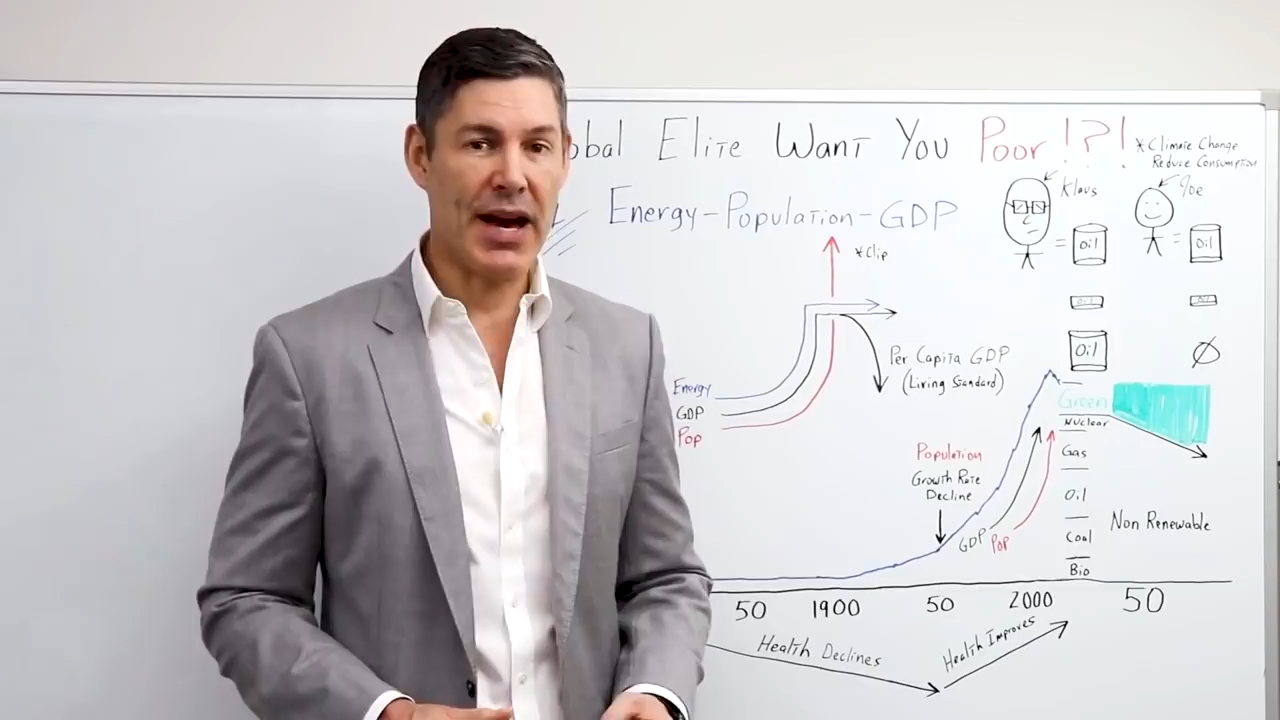 obal Elite Want You Poor!?!
*Climate Change
Reduce Consumption
Energy-Population-GDP
Klaus
Joe
= Oil
= Oil
*Clip
Oil
Per Capita GDP
(Living Standard)
Energy
GDP
Pop
Green
Nuclear
Gas
Oil
Coal
Bio
Population
Growth Rate
Decline
GDP
Pop
Non Renewable
50
1900
50
2000
50
Health Declines
Health Improves